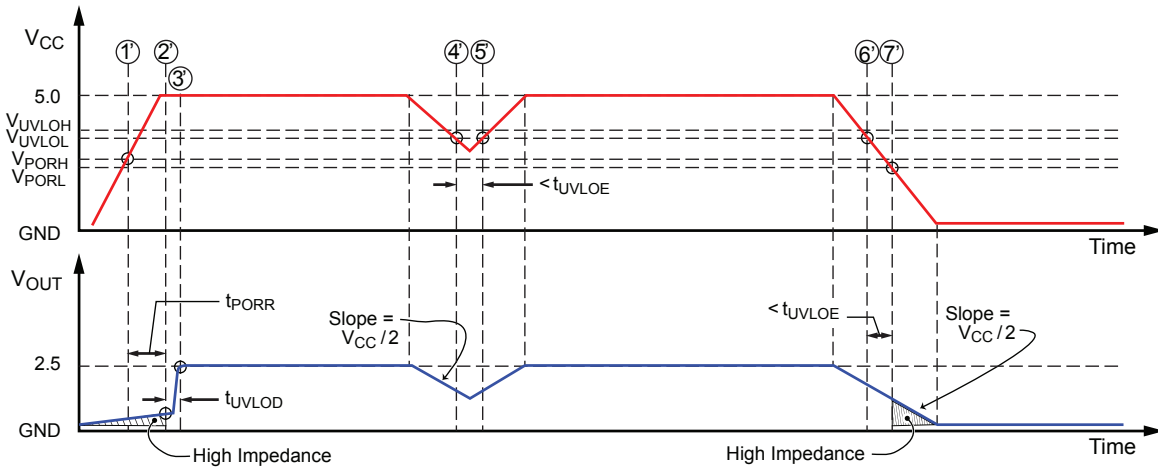 VCC
1'
2'
3'
4'
5'
6'
7'
5.0
VUVLOH
VUVLOL
VPORH
VPORL
GND
< tUVLOE
Time
VOUT
tPORR
Slope =
VCC /2
< tUVLOE
Slope =
VCC /2
2.5
tUVLOD
GND
High Impedance
High Impedance
Time